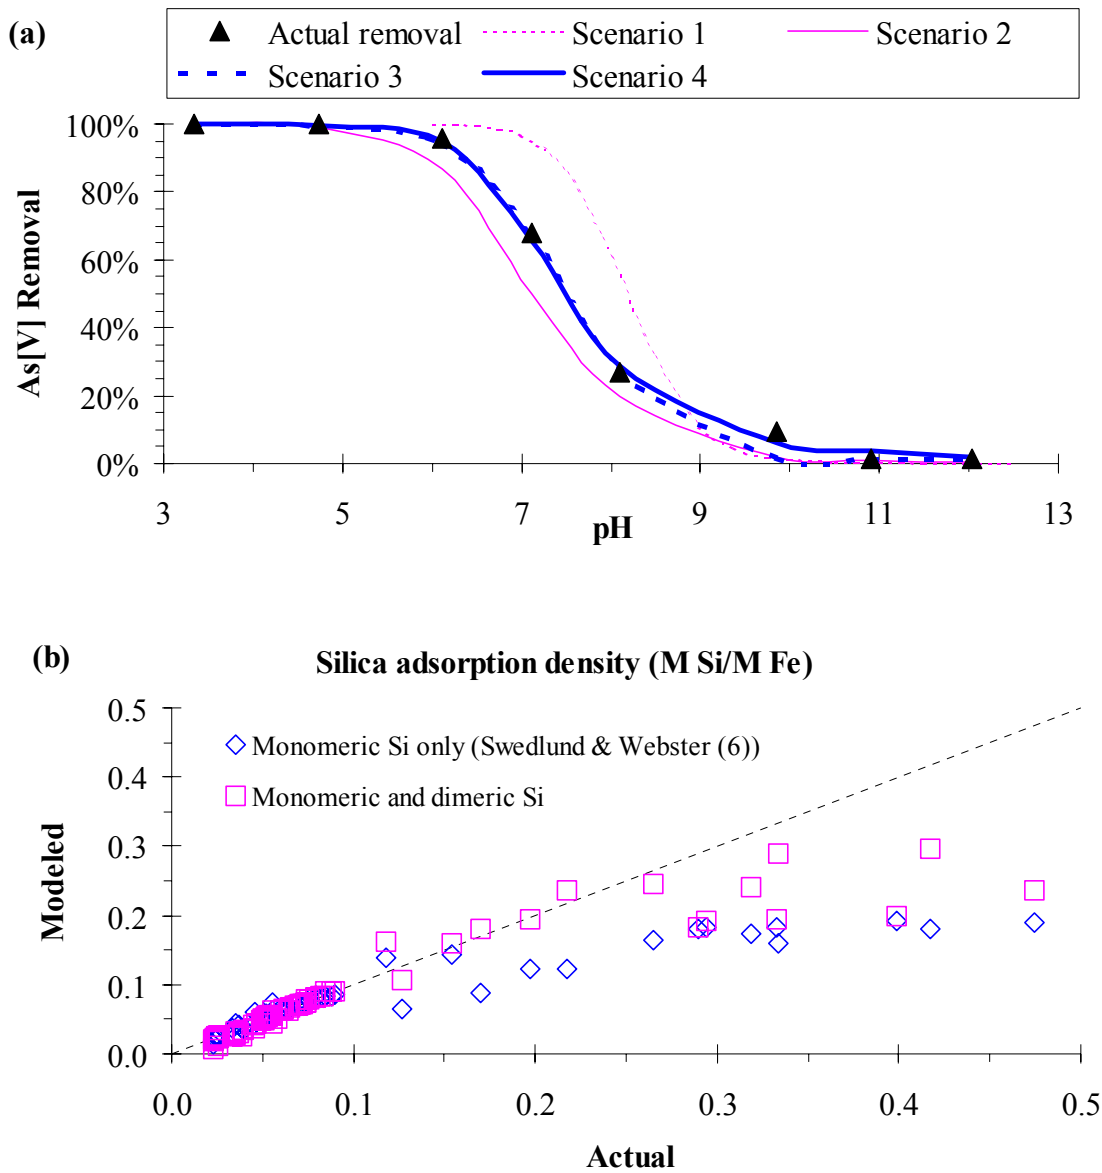 (a)
Actual removal Scenario 1 Scenario 2
Scenario 3 Scenario 4
100%
80%
60%
40%
20%
0%
As[V] Removal
3 5 7 9 11 13
pH
(b)
Silica adsorption density (M Si/M Fe)
0.5
0.4
0.3
0.2
0.1
0.0
Monomeric Si only (Swedlund & Webster (6))
Monomeric and dimeric Si
Modeled
0.0 0.1 0.2 0.3 0.4 0.5
Actual